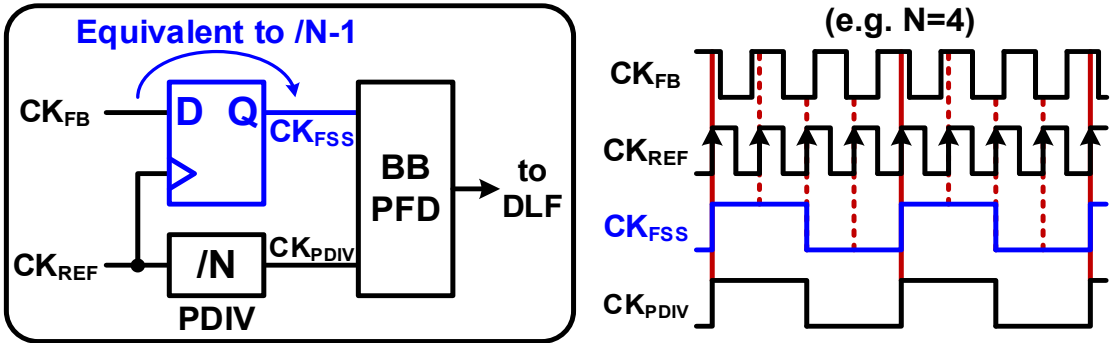 Equivalent to /N-1
CKFB
D Q
CKFSS
BB
PFD
to
DLF
CKREF
/N
CKPDIV
PDIV
(e.g. N=4)
CKFB
CKREF
CKFSS
CKPDIV